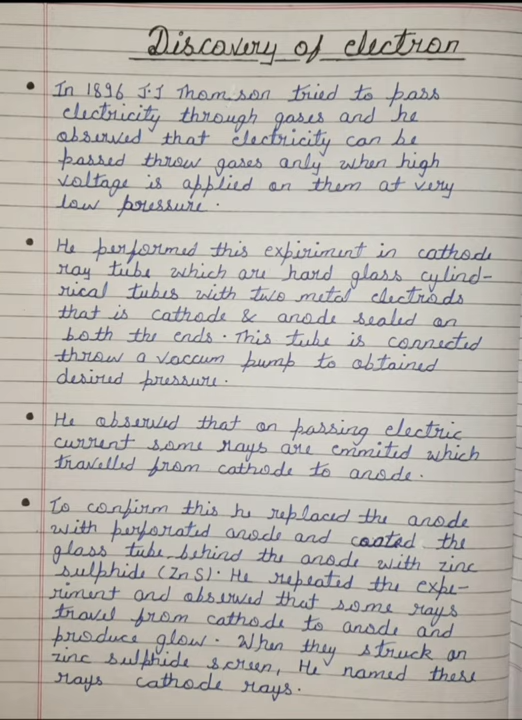 Discovery of electron
• In 1896 J.J Thomson tried to pass
electricity through gases and he
observed that electricity can be
passed throw gases only when high
voltage is applied on them at very
low pressure.
• He performed this expiriment in cathode
ray tube which are hard glass cylind-
rical tubes with two metal electrods
that is cathode & anode sealed on
both the ends. This tube is connected
throw a vaccum pump to obtained
desired pressure.
• He observed that on passing electric
current some rays are emmited which
travelled from cathode to anode.
• To confirm this he replaced the anode
with perforated anode and coated the
glass tube behind the anode with zinc
sulphide (ZnS). He repeated the expe-
riment and observed that some rays
travel from cathode to anode and
produce glow. When they struck on
zinc sulphide screen, He named these
rays cathode rays.